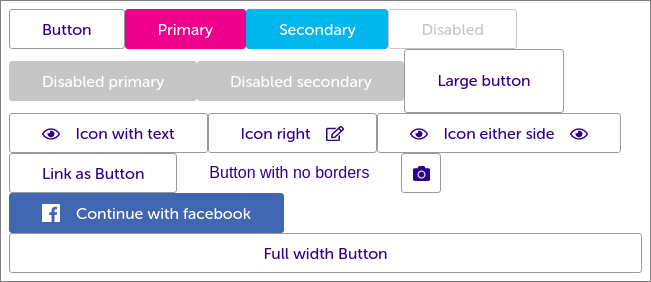 Button Primary Secondary Disabled
Disabled primary Disabled secondary Large button
Icon with text Icon right Icon either side
Link as Button Button with no borders
Continue with facebook
Full width Button